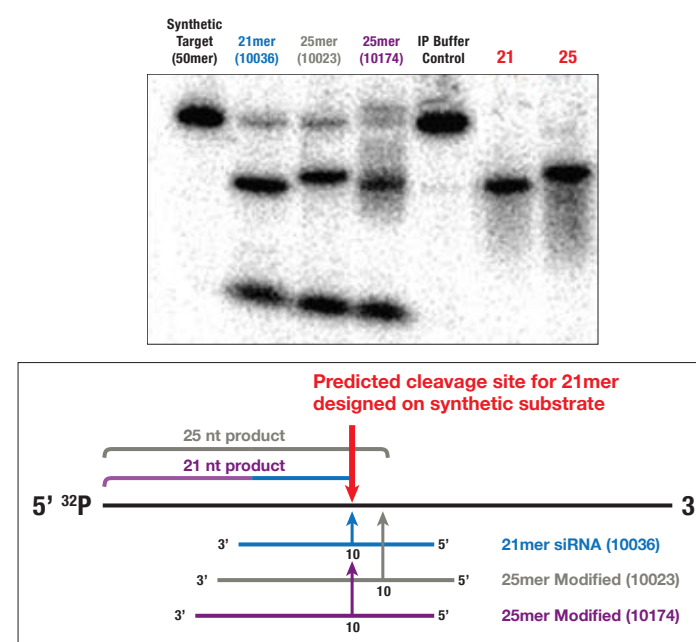 Synthetic
Target
(50mer)
21mer
(10036)
25mer
(10023)
25mer
(10174)
IP Buffer
Control
21
25
Predicted cleavage site for 21mer
designed on synthetic substrate
25 nt product
21 nt product
5’ 32P
3
3’
5’
10
21mer siRNA (10036)
3’
5’
10
25mer Modified (10023)
3’
5’
10
25mer Modified (10174)